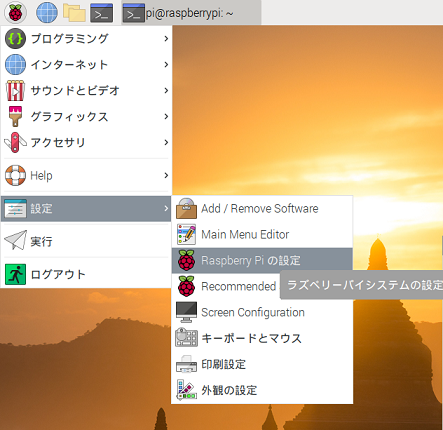 pi@raspberrypi: ~
プログラミング
インターネット
サウンドとビデオ
グラフィックス
アクセサリ
Help
設定
実行
ログアウト
Add / Remove Software
Main Menu Editor
Raspberry Pi の設定
Recommended
ラズベリーパイシステムの設定
Screen Configuration
キーボードとマウス
印刷設定
外観の設定